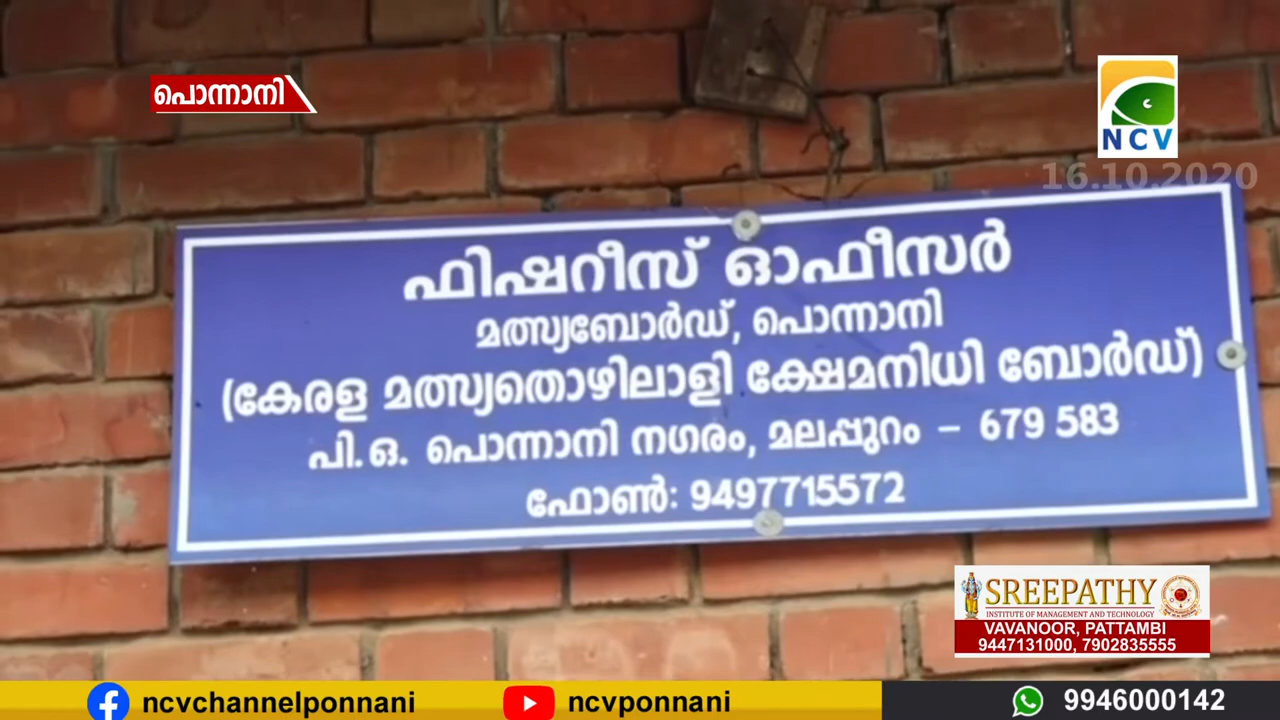 പൊന്നാനി
NCV
16.10.2020
ഫിഷറീസ് ഓഫീസർ
മത്സ്യബോർഡ്, പൊന്നാനി
(കേരള മത്സ്യതൊഴിലാളി ക്ഷേമനിധി ബോർഡ്)
പി.ഒ. പൊന്നാനി നഗരം, മലപ്പുറം – 679 583
ഫോൺ: 9497715572
SREEPATHY
INSTITUTE OF MANAGEMENT AND TECHNOLOGY
VAVANOOR, PATTAMBI
9447131000, 7902835555
ncvchannelponnani ncvponnani 9946000142